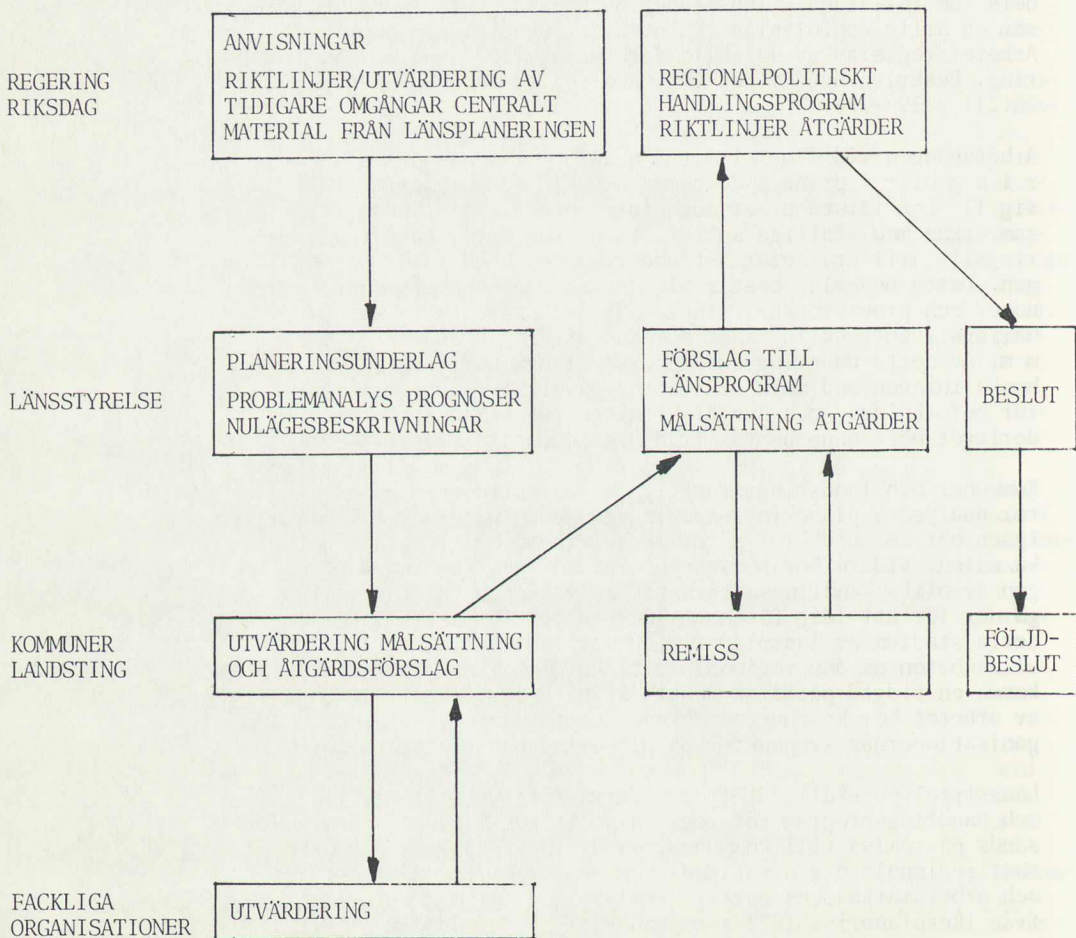 REGERING
RIKSDAG
ANVISNINGAR
RIKTLINJER/UTVÄRDERING AV
TIDIGARE OMGÅNGAR CENTRALT
MATERIAL FRÅN LÄNSPLANERINGEN
REGIONALPOLITISKT
HANDLINGSPROGRAM
RIKTLINJER ÅTGÄRDER
LÄNSSTYRELSE
PLANERINGSUNDERLAG
PROBLEMANALYS PROGNOSER
NULÄGESBESKRIVNINGAR
FÖRSLAG TILL
LÄNSPROGRAM
MÅLSÄTTNING ÅTGÄRDER
BESLUT
KOMMUNER
LANDSTING
UTVÄRDERING MÅLSÄTTNING
OCH ÅTGÄRDSFÖRSLAG
REMISS
FÖLJD-
BESLUT
FACKLIGA
ORGANISATIONER
UTVÄRDERING